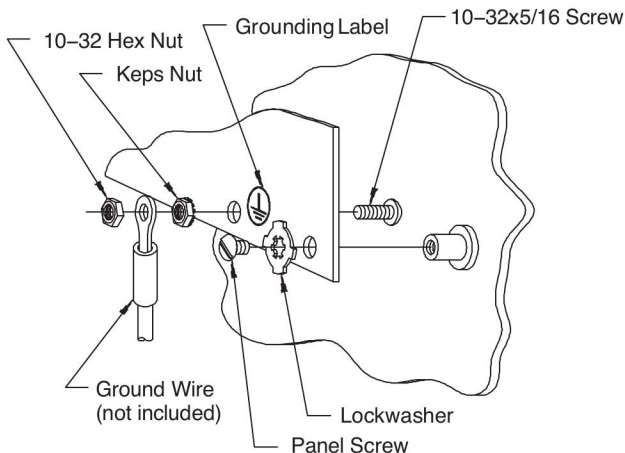 10–32x5/16 Screw
Grounding Label
10–32 Hex Nut
Keps Nut
Ground Wire
(not included)
Lockwasher
Panel Screw